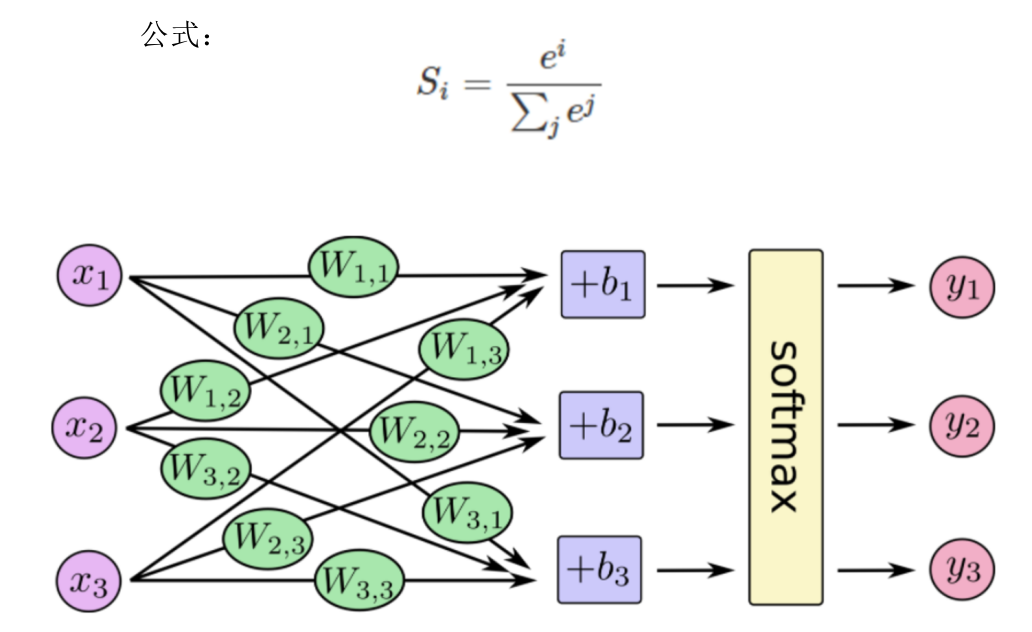 公式：
S_i = \frac{e^i}{\sum_j e^j}
x_1 W_{1,1} +b_1 y_1
W_{2,1}
W_{1,3}
W_{1,2}
x_2 W_{2,2} +b_2 softmax y_2
W_{3,2}
W_{3,1}
W_{2,3}
x_3 W_{3,3} +b_3 y_3